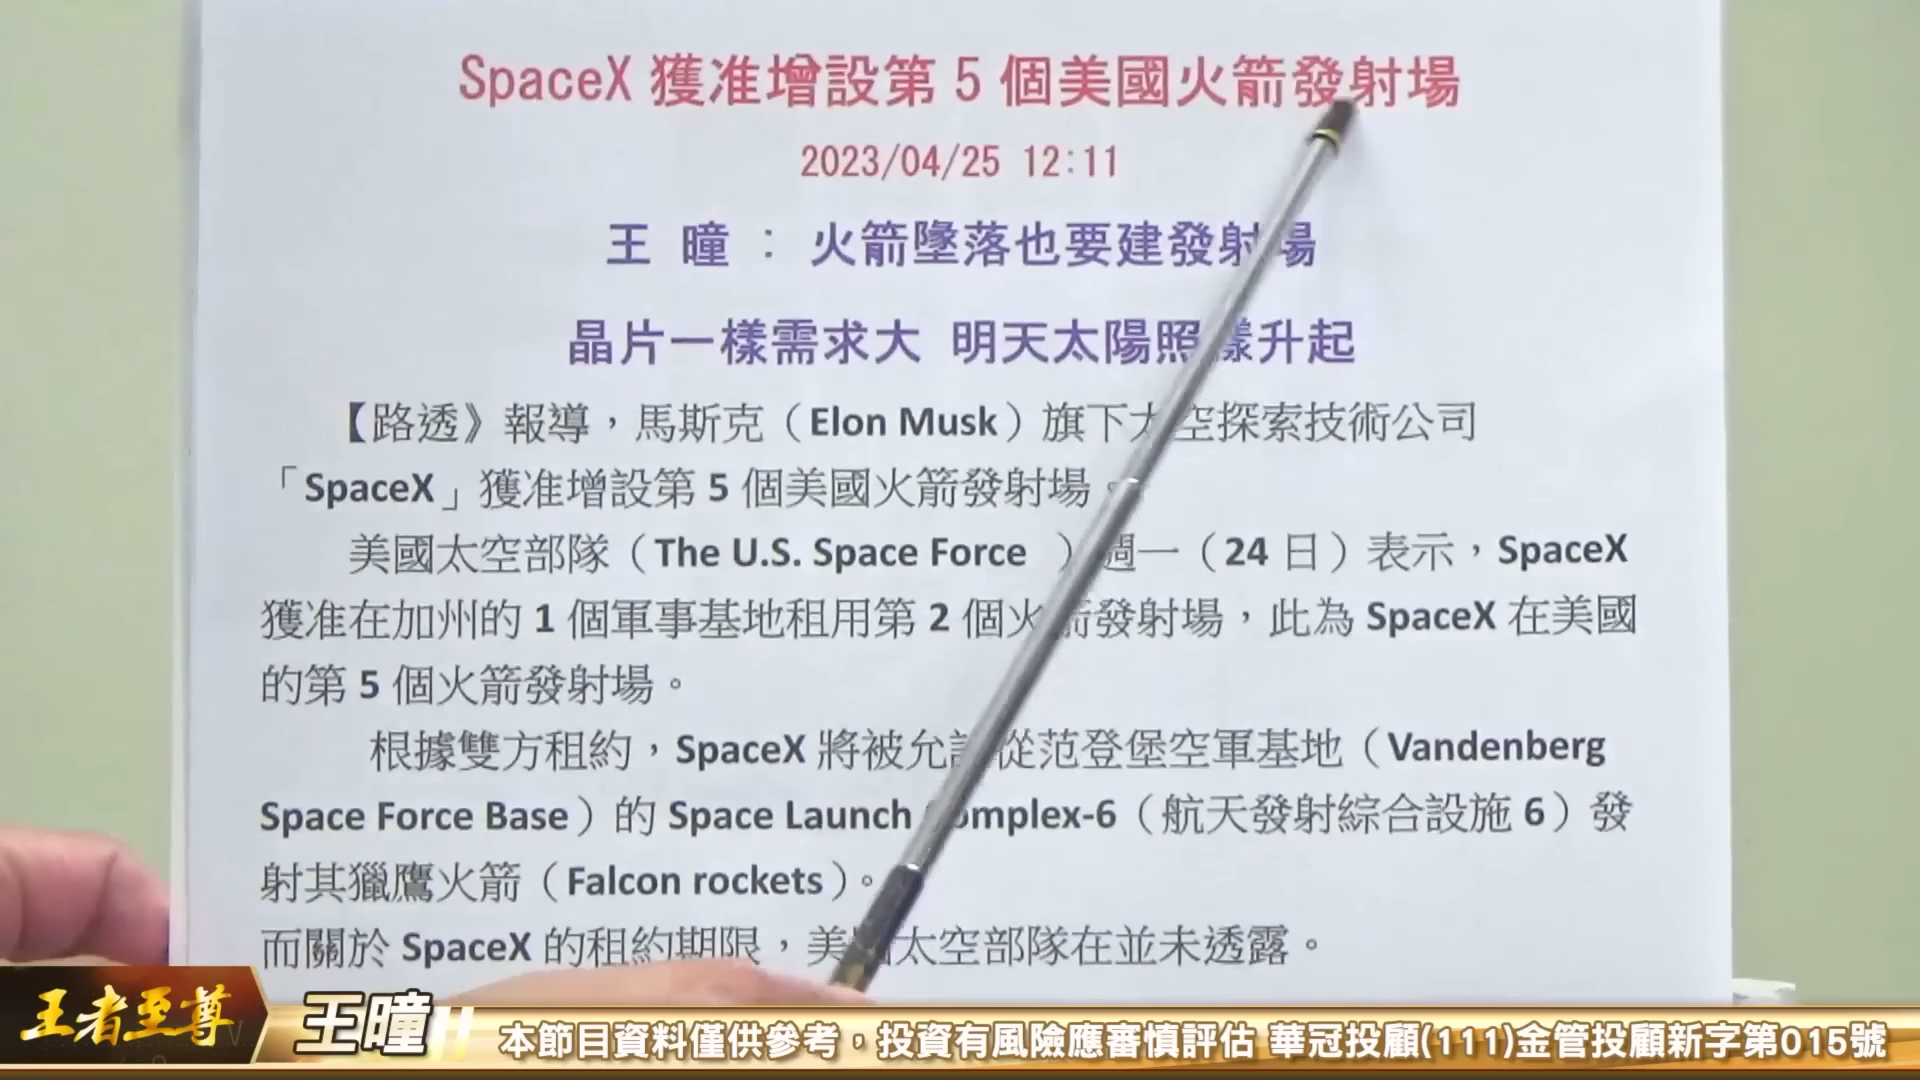 SpaceX 獲准增設第 5 個美國火箭發射場
2023/04/25 12:11
王 曈 : 火箭墬落也要建發射場
晶片一樣需求大 明天太陽照樣升起
【路透》報導，馬斯克（Elon Musk）旗下太空探索技術公司
「SpaceX」獲准增設第 5 個美國火箭發射場。
美國太空部隊（The U.S. Space Force ）週一（24 日）表示，SpaceX
獲准在加州的 1 個軍事基地租用第 2 個火箭發射場，此為 SpaceX 在美國
的第 5 個火箭發射場。
根據雙方租約，SpaceX 將被允許從范登堡空軍基地（Vandenberg
Space Force Base）的 Space Launch Complex-6（航天發射綜合設施 6）發
射其獵鷹火箭（Falcon rockets）。
而關於 SpaceX 的租約期限，美國太空部隊在並未透露。
王者至尊 王曈 本節目資料僅供參考，投資有風險應審慎評估 華冠投顧(111)金管投顧新字第015號